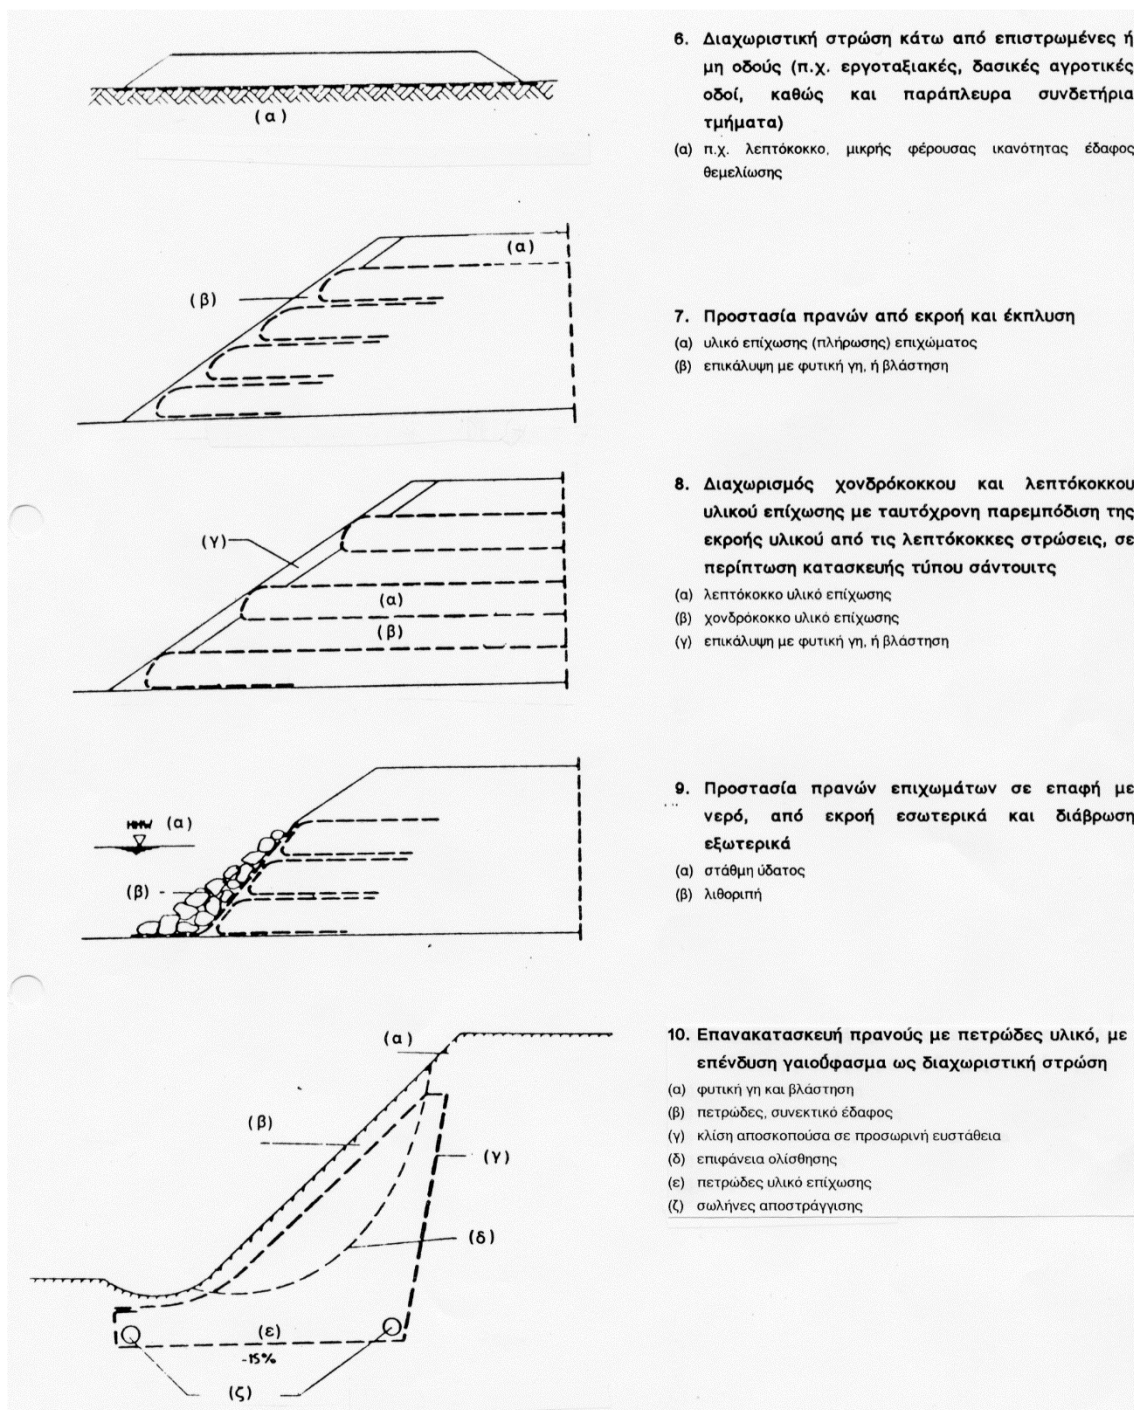 (α)
6. Διαχωριστική στρώση κάτω από επιστρωμένες ή
μη οδούς (π.χ. εργοταξιακές, δασικές αγροτικές
οδοί, καθώς και παράπλευρα συνδετήρια
τμήματα)
(α) π.χ. λεπτόκοκκο, μικρής φέρουσας ικανότητας έδαφος
θεμελίωσης
(α)
(β)
7. Προστασία πρανών από εκροή και έκπλυση
(α) υλικό επίχωσης (πλήρωσης) επιχώματος
(β) επικάλυψη με φυτική γη, ή βλάστηση
(γ)
(α)
(β)
8. Διαχωρισμός χονδρόκοκκου και λεπτόκοκκου
υλικού επίχωσης με ταυτόχρονη παρεμπόδιση της
εκροής υλικού από τις λεπτόκοκκες στρώσεις, σε
περίπτωση κατασκευής τύπου σάντουιτς
(α) λεπτόκοκκο υλικό επίχωσης
(β) χονδρόκοκκο υλικό επίχωσης
(γ) επικάλυψη με φυτική γη, ή βλάστηση
HHW (α)
(β)
9. Προστασία πρανών επιχωμάτων σε επαφή με
νερό, από εκροή εσωτερικά και διάβρωση
εξωτερικά
(α) στάθμη ύδατος
(β) λιθοριπή
(α)
(β)
(γ)
(δ)
(ε)
-15%
(ζ)
10. Επανακατασκευή πρανούς με πετρώδες υλικό, με
επένδυση γαιοΰφασμα ως διαχωριστική στρώση
(α) φυτική γη και βλάστηση
(β) πετρώδες, συνεκτικό έδαφος
(γ) κλίση αποσκοπούσα σε προσωρινή ευστάθεια
(δ) επιφάνεια ολίσθησης
(ε) πετρώδες υλικό επίχωσης
(ζ) σωλήνες αποστράγγισης